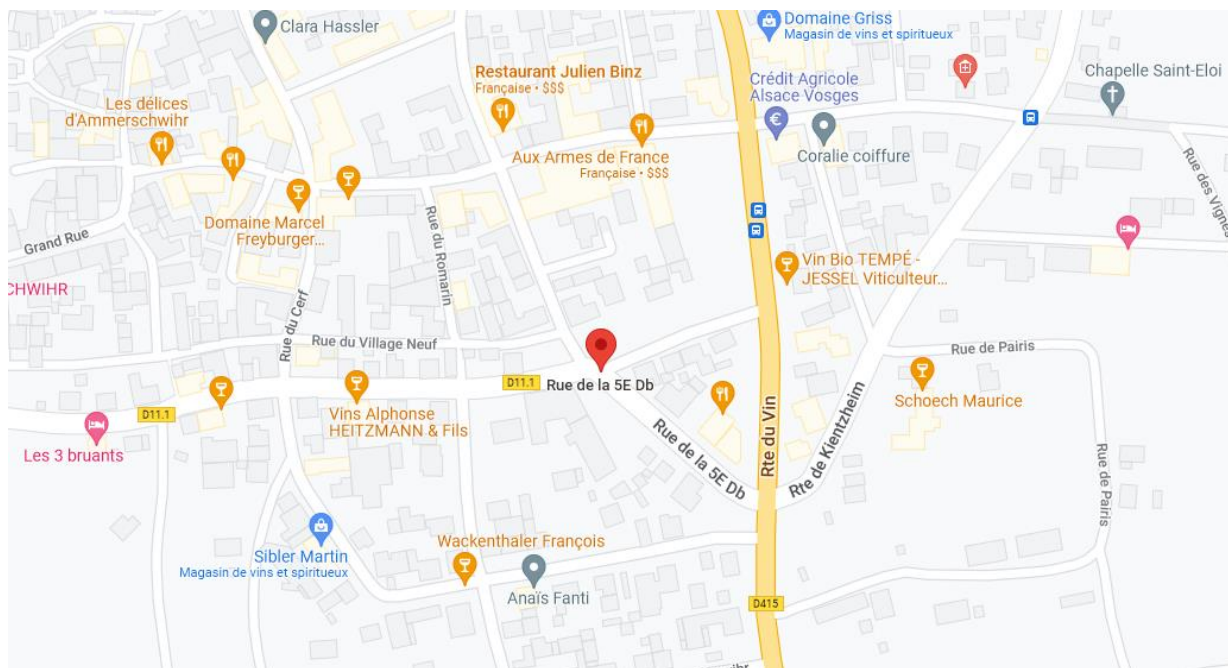 Clara Hassler
Domaine Griss
Magasin de vins et spiritueux
Restaurant Julien Binz
Française • $$$
Crédit Agricole
Alsace Vosges
Chapelle Saint-Eloi
Les délices
d'Ammerschwihr
Aux Armes de France
Française • $$$
Coralie coiffure
Rue des Vignes
Domaine Marcel
Freyburger...
Grand Rue
Rue du Romarin
Vin Bio TEMPÉ -
JESSEL Viticulteur...
CHWIHR
Rue du Cerf
Rue du Village Neuf
Rue de Pairis
D11.1
Rue de la 5E Db
D11.1
Vins Alphonse
HEITZMANN & Fils
Schoech Maurice
Les 3 bruants
Rue de la 5E Db
Rte du Vin
Rte de Kientzheim
Rue de Pairis
Sibler Martin
Magasin de vins et spiritueux
Wackenthaler François
Anaïs Fanti
D415